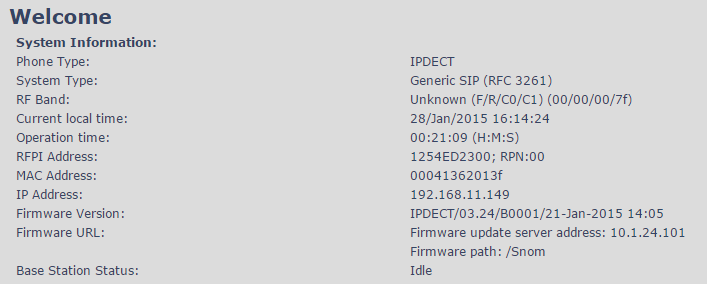 Welcome
System Information:
Phone Type: IPDECT
System Type: Generic SIP (RFC 3261)
RF Band: Unknown (F/R/C0/C1) (00/00/00/7f)
Current local time: 28/Jan/2015 16:14:24
Operation time: 00:21:09 (H:M:S)
RFPI Address: 1254ED2300; RPN:00
MAC Address: 00041362013f
IP Address: 192.168.11.149
Firmware Version: IPDECT/03.24/B0001/21-Jan-2015 14:05
Firmware URL: Firmware update server address: 10.1.24.101
Firmware path: /Snom
Base Station Status: Idle